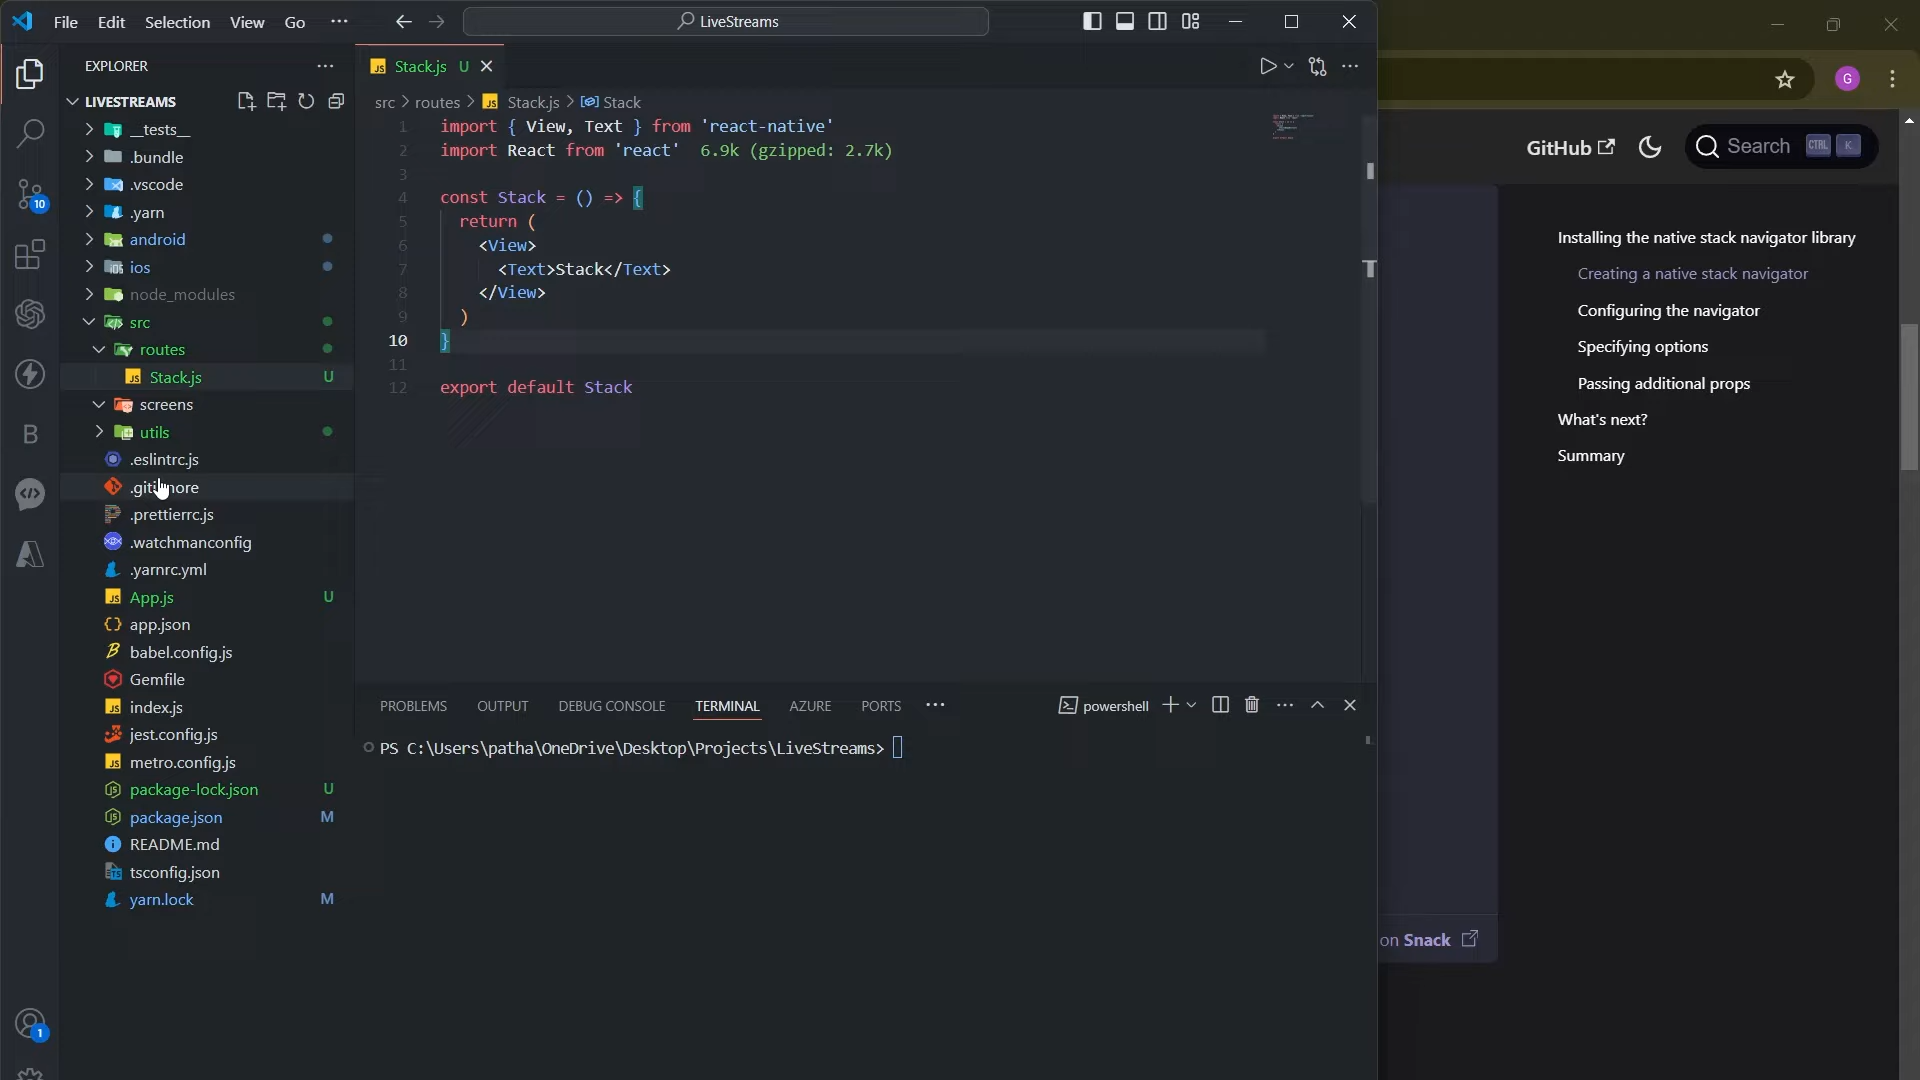 File Edit Selection View Go ···
LiveStreams
EXPLORER
LIVESTREAMS
__tests__
.bundle
.vscode
.yarn
android
ios
node_modules
src
routes
Stack.js U
screens
utils
.eslintrc.js
.prettierrc.js
.watchmanconfig
.yarnrc.yml
App.js U
app.json
babel.config.js
Gemfile
index.js
jest.config.js
metro.config.js
package-lock.json U
package.json M
README.md
tsconfig.json
yarn.lock M
10
B
1
JS Stack.js U
src > routes > JS Stack.js > Stack
1 import { View, Text } from 'react-native'
2 import React from 'react' 6.9k (gzipped: 2.7k)
3
4 const Stack = () => {
5 return (
6 <View>
7 <Text>Stack</Text>
8 </View>
9 )
10 }
11
12 export default Stack
PROBLEMS OUTPUT DEBUG CONSOLE TERMINAL AZURE PORTS ···
powershell
PS C:\Users\patha\OneDrive\Desktop\Projects\LiveStreams>
G
GitHub
Search CTRL K
Installing the native stack navigator library
Creating a native stack navigator
Configuring the navigator
Specifying options
Passing additional props
What's next?
Summary
on Snack